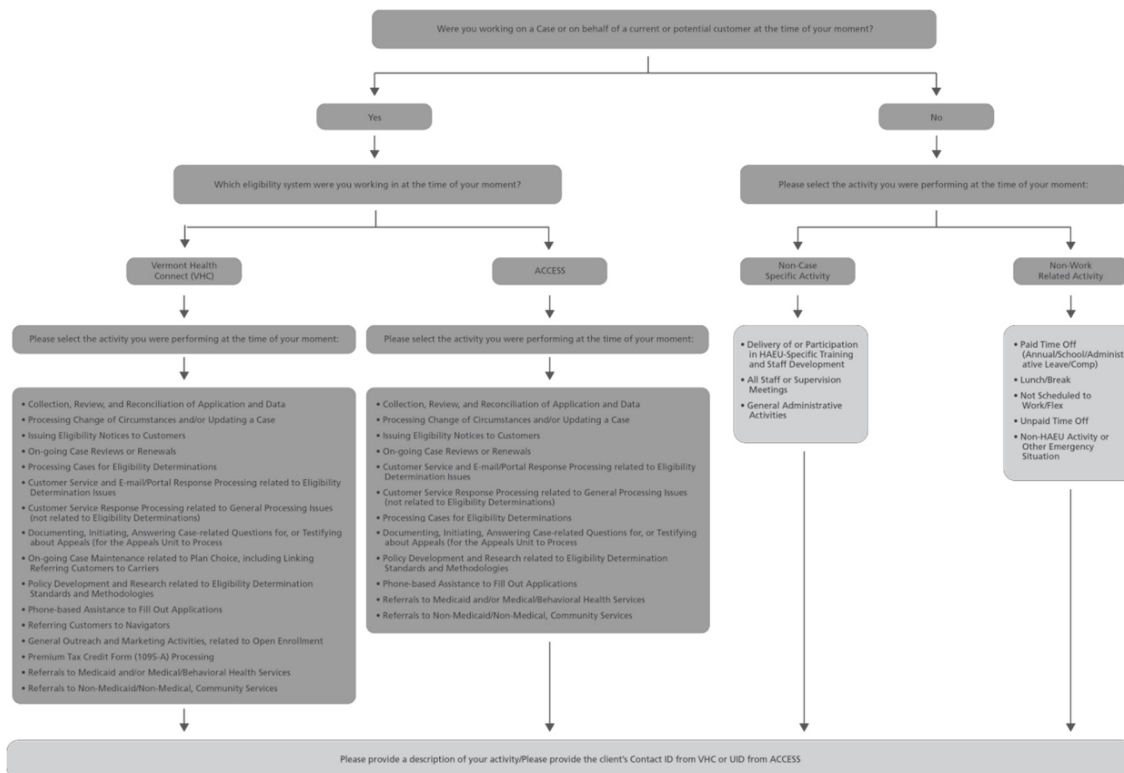 Were you working on a Case or on behalf of a current or potential customer at the time of your moment?
Yes
No
Which eligibility system were you working in at the time of your moment?
Please select the activity you were performing at the time of your moment:
Vermont Health
Connect (VHC)
ACCESS
Non-Case
Specific Activity
Non-Work
Related Activity
Please select the activity you were performing at the time of your moment:
Please select the activity you were performing at the time of your moment:
• Collection, Review, and Reconciliation of Application and Data
• Processing Change of Circumstances and/or Updating a Case
• Issuing Eligibility Notices to Customers
• On-going Case Reviews or Renewals
• Processing Cases for Eligibility Determinations
• Customer Service and E-mail/Portal Response Processing related to Eligibility
Determination Issues
• Customer Service Response Processing related to General Processing Issues
(not related to Eligibility Determinations)
• Documenting, Initiating, Answering Case-related Questions for, or Testifying
about Appeals (for the Appeals Unit to Process
• On-going Case Maintenance related to Plan Choice, including Linking
Referring Customers to Carriers
• Policy Development and Research related to Eligibility Determination
Standards and Methodologies
• Phone-based Assistance to Fill Out Applications
• Referring Customers to Navigators
• General Outreach and Marketing Activities, related to Open Enrollment
• Premium Tax Credit Form (1095-A) Processing
• Referrals to Medicaid and/or Medical/Behavioral Health Services
• Referrals to Non-Medicaid/Non-Medical, Community Services
• Collection, Review, and Reconciliation of Application and Data
• Processing Change of Circumstances and/or Updating a Case
• Issuing Eligibility Notices to Customers
• On-going Case Reviews or Renewals
• Customer Service and E-mail/Portal Response Processing related to Eligibility
Determination Issues
• Customer Service Response Processing related to General Processing Issues
(not related to Eligibility Determinations)
• Processing Cases for Eligibility Determinations
• Documenting, Initiating, Answering Case-related Questions for, or Testifying
about Appeals (for the Appeals Unit to Process
• Policy Development and Research related to Eligibility Determination
Standards and Methodologies
• Phone-based Assistance to Fill Out Applications
• Referrals to Medicaid and/or Medical/Behavioral Health Services
• Referrals to Non-Medicaid/Non-Medical, Community Services
• Delivery of or Participation
in HAEU-Specific Training
and Staff Development
• All Staff or Supervision
Meetings
• General Administrative
Activities
• Paid Time Off
(Annual/School/Administr
ative Leave/Comp)
• Lunch/Break
• Not Scheduled to
Work/Flex
• Unpaid Time Off
• Non-HAEU Activity or
Other Emergency
Situation
Please provide a description of your activity/Please provide the client's Contact ID from VHC or UID from ACCESS